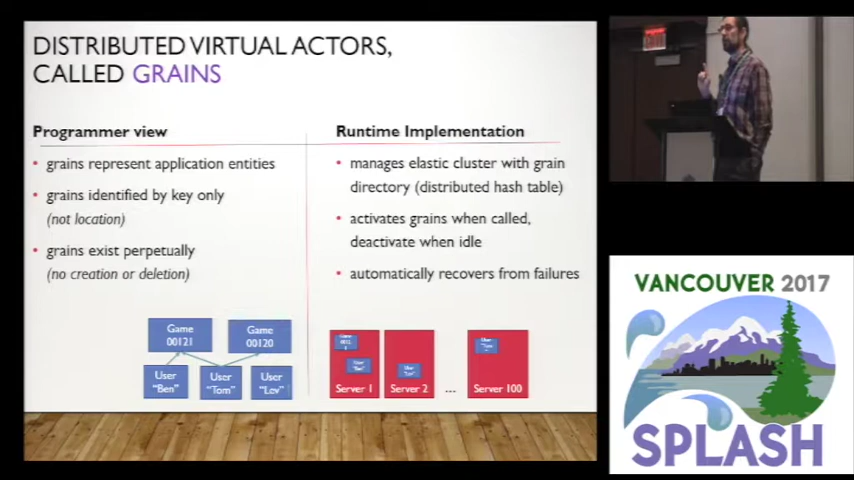 DISTRIBUTED VIRTUAL ACTORS,
CALLED GRAINS
Programmer view
• grains represent application entities
• grains identified by key only
(not location)
• grains exist perpetually
(no creation or deletion)
Game
00121
Game
00120
User
"Ben"
User
"Tom"
User
"Lev"
Runtime Implementation
• manages elastic cluster with grain
directory (distributed hash table)
• activates grains when called,
deactivate when idle
• automatically recovers from failures
Server 1
Server 2
...
Server 100
VANCOUVER 2017
SPLASH